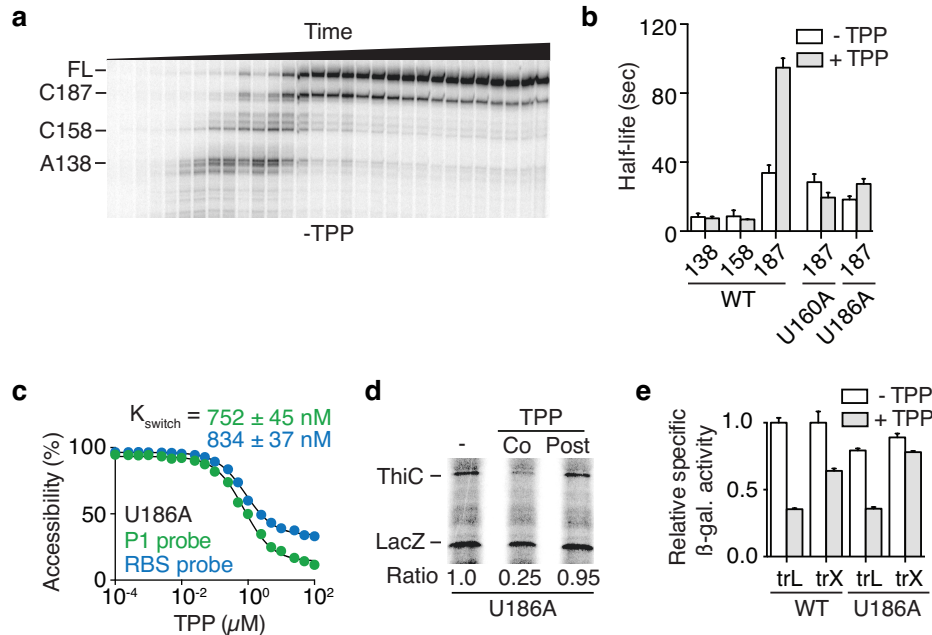 a
Time
FL
C187
C158
A138
-TPP
b
- TPP
+ TPP
Half-life (sec)
120
80
40
0
138 158 187 187 187
WT U160A U186A
c
K_switch = 752 ± 45 nM
834 ± 37 nM
Accessibility (%)
100
50
0
U186A
P1 probe
RBS probe
10⁻⁴ 10⁻² 10⁰ 10²
TPP (µM)
d
TPP
- Co Post
ThiC
LacZ
Ratio 1.0 0.25 0.95
U186A
e
- TPP
+ TPP
Relative specific
ß-gal. activity
1.0
0.5
0.0
trL trX trL trX
WT U186A